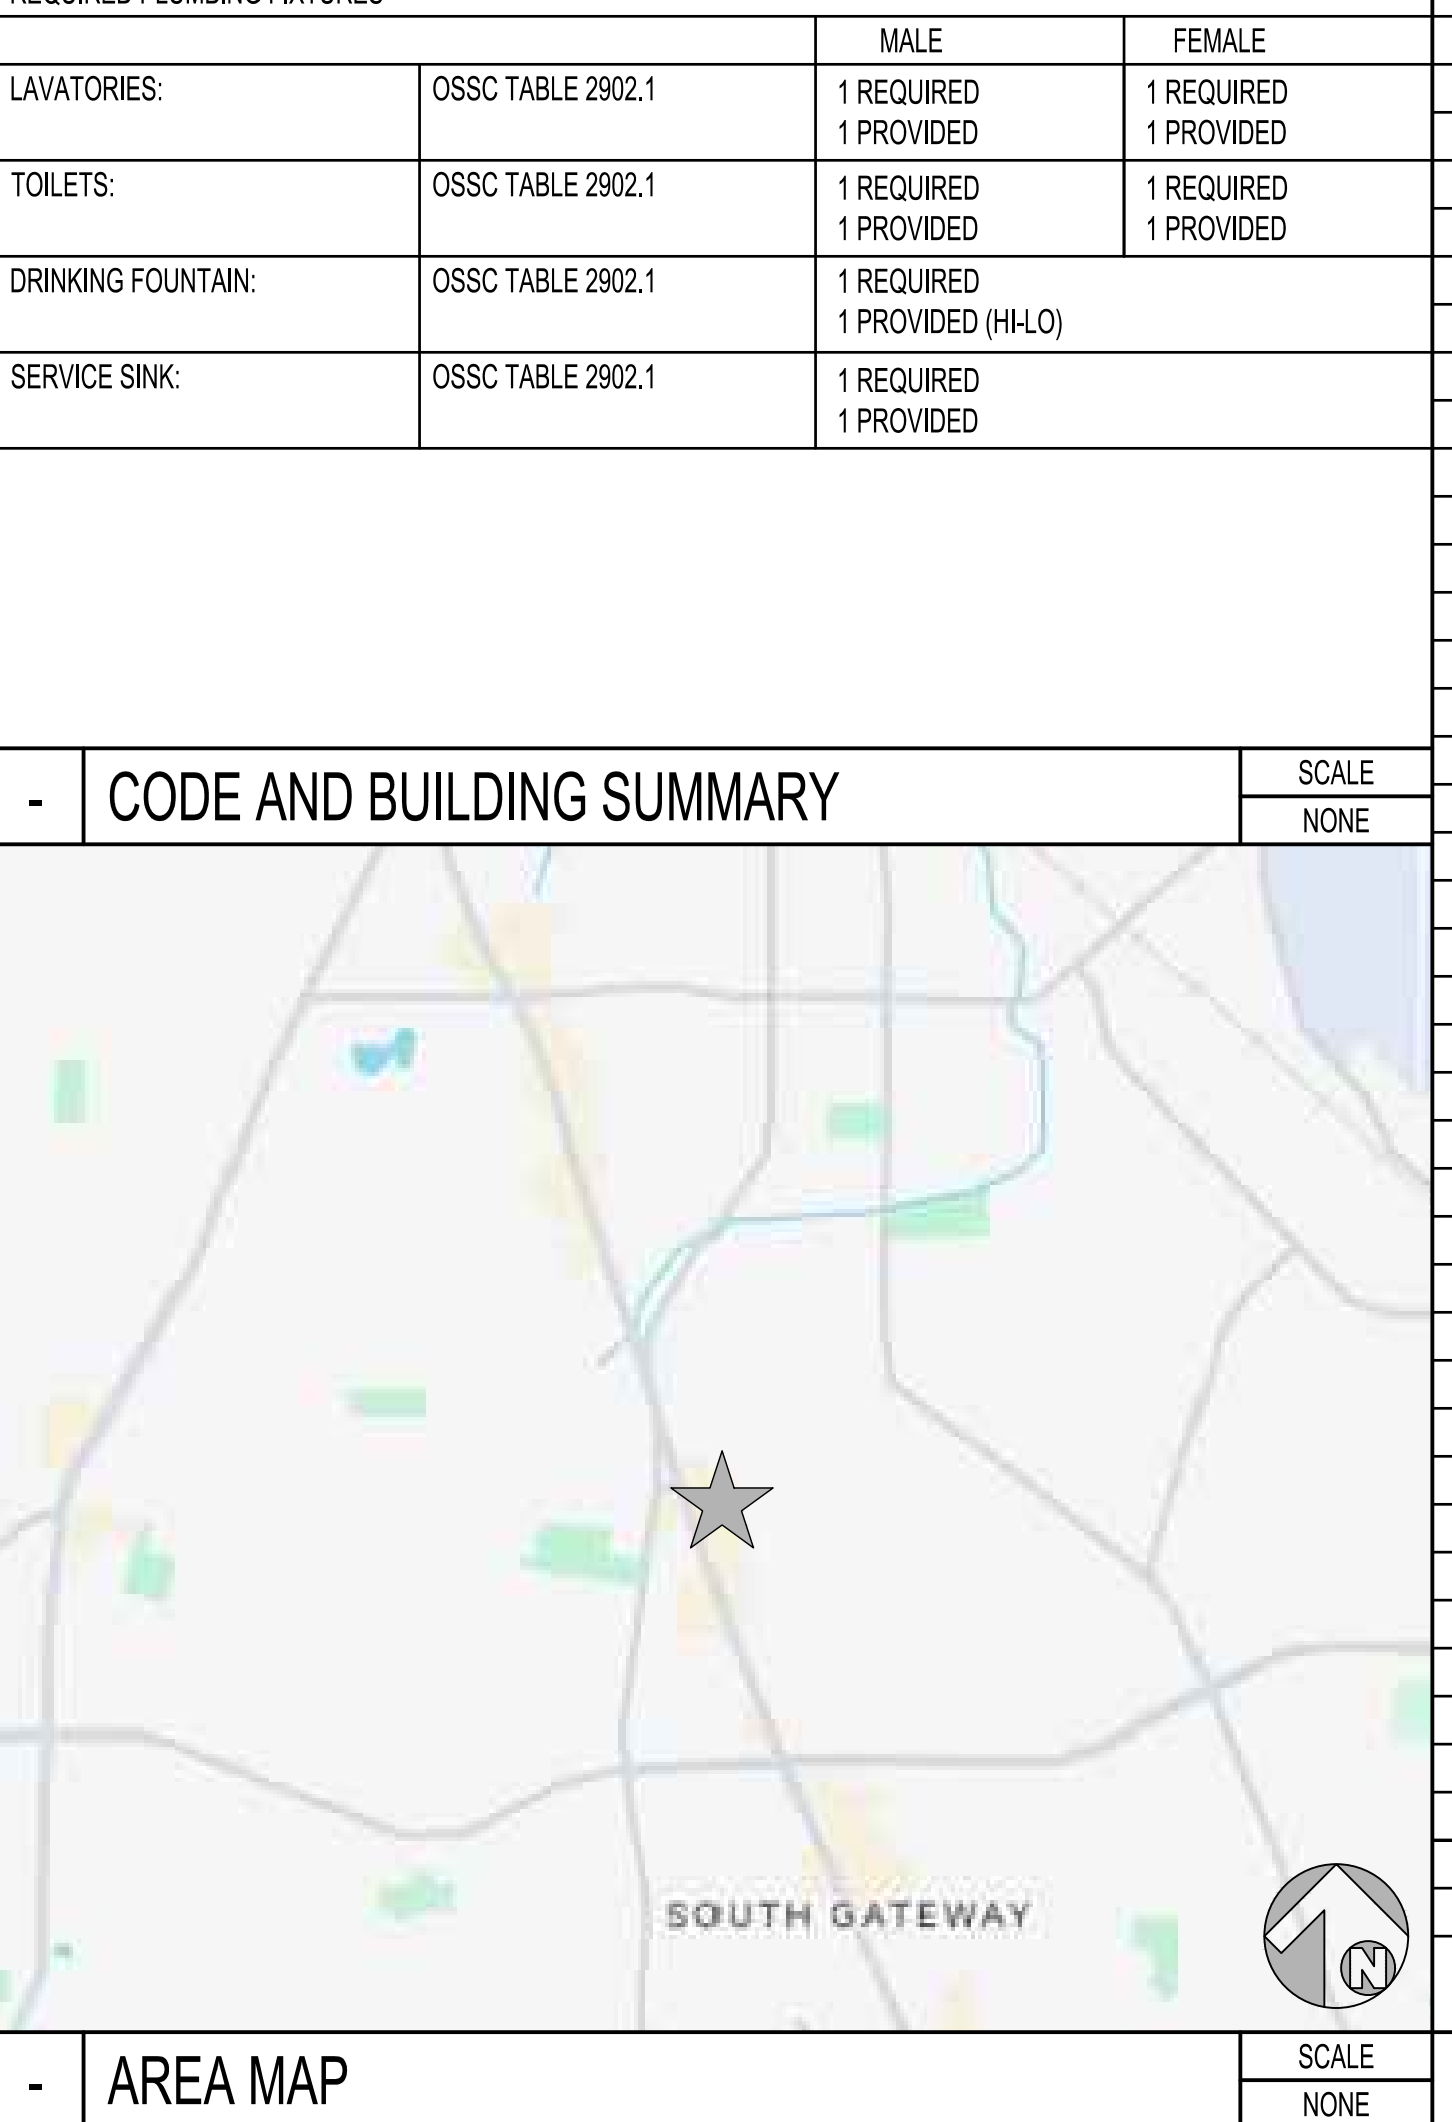 REQUIRED PLUMBING FIXTURES
MALE FEMALE
LAVATORIES: OSSC TABLE 2902.1 1 REQUIRED 1 REQUIRED
1 PROVIDED 1 PROVIDED
TOILETS: OSSC TABLE 2902.1 1 REQUIRED 1 REQUIRED
1 PROVIDED 1 PROVIDED
DRINKING FOUNTAIN: OSSC TABLE 2902.1 1 REQUIRED
1 PROVIDED (HI-LO)
SERVICE SINK: OSSC TABLE 2902.1 1 REQUIRED
1 PROVIDED
- CODE AND BUILDING SUMMARY SCALE
NONE
SOUTH GATEWAY
N
- AREA MAP SCALE
NONE